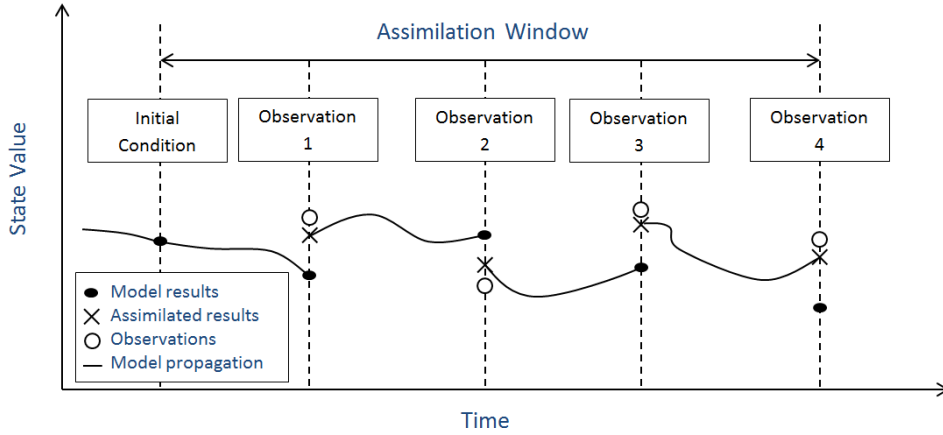 Assimilation Window
Initial
Condition
Observation
1
Observation
2
Observation
3
Observation
4
State Value
Model results
Assimilated results
Observations
Model propagation
Time